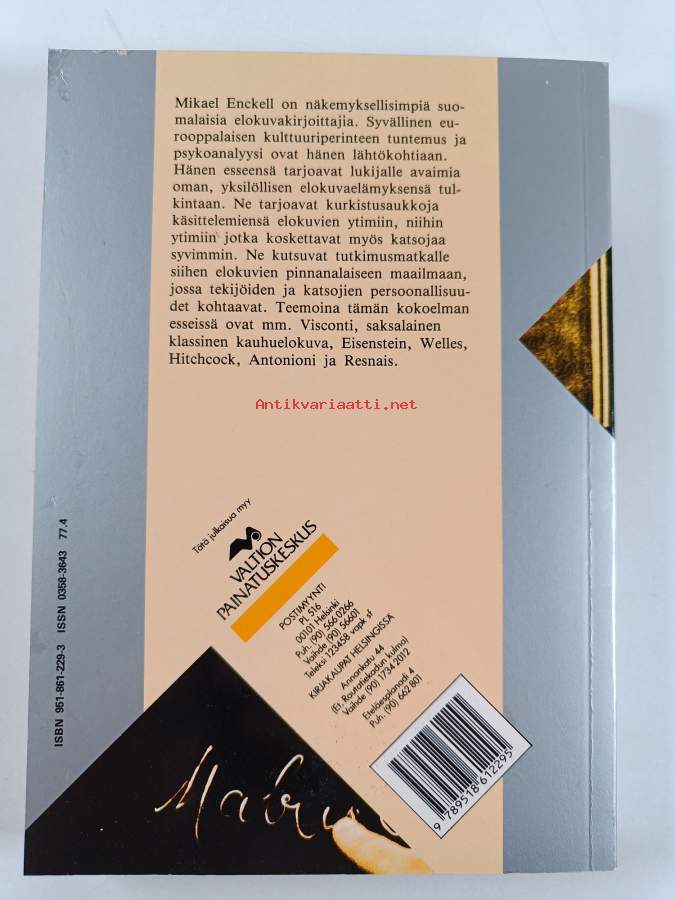 Mikael Enckell on näkemyksellisimpiä suo-
malaisia elokuvakirjoittajia. Syvällinen eu-
rooppalaisen kulttuuriperinteen tuntemus ja
psykoanalyysi ovat hänen lähtökohtiaan.
Hänen esseensä tarjoavat lukijalle avaimia
oman, yksilöllisen elokuvaelämyksensä tul-
kintaan. Ne tarjoavat kurkistusaukkoja
käsittelemiensä elokuvien ytimiin, niihin
ytimiin jotka koskettavat myös katsojaa
syvimmin. Ne kutsuvat tutkimusmatkalle
siihen elokuvien pinnanalaiseen maailmaan,
jossa tekijöiden ja katsojien persoonallisuu-
det kohtaavat. Teemoina tämän kokoelman
esseissä ovat mm. Visconti, saksalainen
klassinen kauhuelokuva, Eisenstein, Welles,
Hitchcock, Antonioni ja Resnais.
Antikvariaatti.net
Tätä julkaisua myy
VALTION
PAINATUSKESKUS
POSTIMYYNTI
PL 516
00101 Helsinki
Puh. (90) 566 0266
Vaihde (90) 56601
Teleksi 123458 vapk sf
KIRJAKAUPAT HELSINGISSÄ
Annankatu 44
(Et. Rautatiekadun kulma)
Vaihde (90) 1734 2012
Eteläesplanadi 4
Puh. (90) 662 801
ISBN 951-861-229-3 ISSN 0358-3643 77.4
9 789518 612295
Mabus